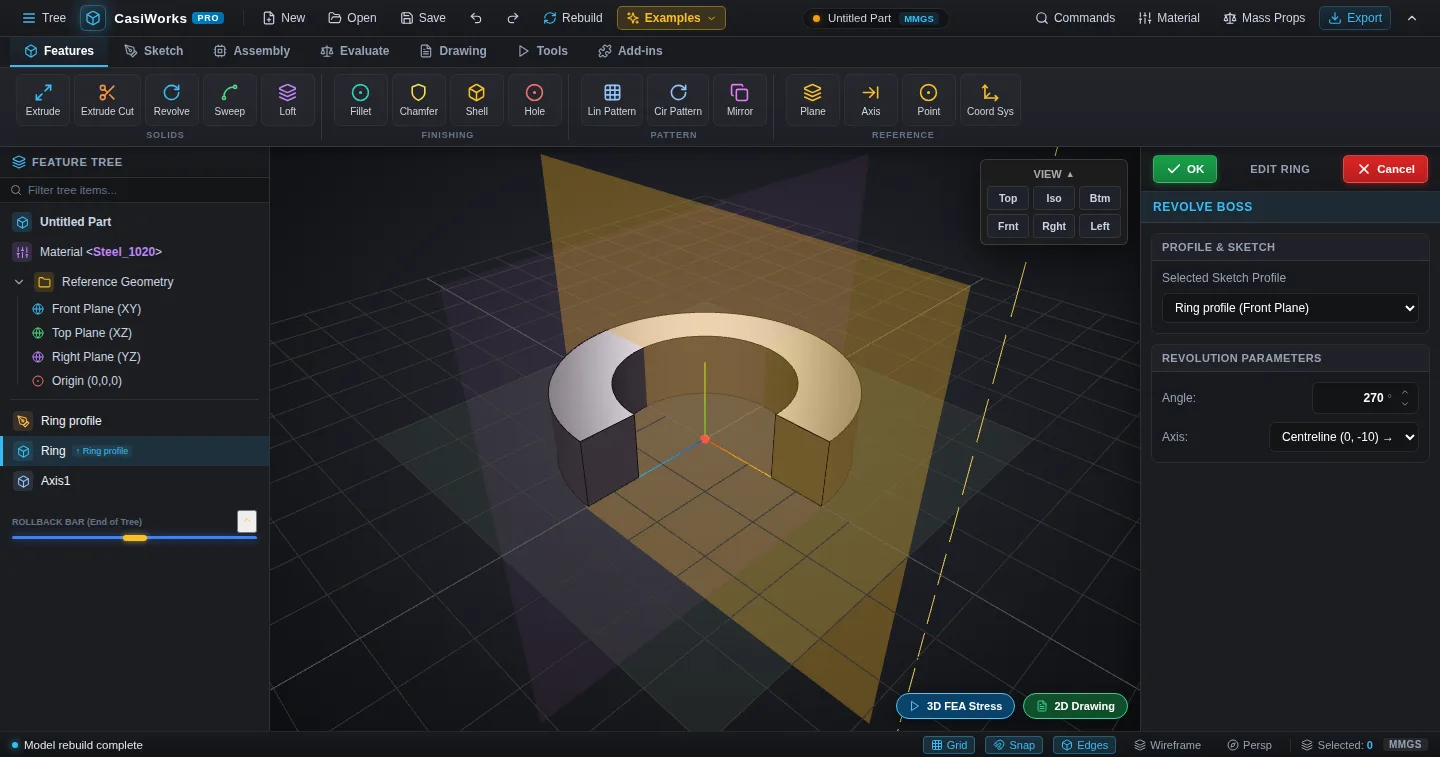 Tree
CasiWorks PRO
New
Open
Save
Rebuild
Examples
Untitled Part MMGS
Commands
Material
Mass Props
Export
Features
Sketch
Assembly
Evaluate
Drawing
Tools
Add-ins
Extrude
Extrude Cut
Revolve
Sweep
Loft
Fillet
Chamfer
Shell
Hole
Lin Pattern
Cir Pattern
Mirror
Plane
Axis
Point
Coord Sys
SOLIDS
FINISHING
PATTERN
REFERENCE
FEATURE TREE
Filter tree items...
Untitled Part
Material <Steel_1020>
Reference Geometry
Front Plane (XY)
Top Plane (XZ)
Right Plane (YZ)
Origin (0,0,0)
Ring profile
Ring ↑ Ring profile
Axis1
ROLLBACK BAR (End of Tree)
VIEW ▲
Top Iso Btm
Frnt Rght Left
3D FEA Stress
2D Drawing
OK
EDIT RING
Cancel
REVOLVE BOSS
PROFILE & SKETCH
Selected Sketch Profile
Ring profile (Front Plane)
REVOLUTION PARAMETERS
Angle: 270 °
Axis: Centreline (0, -10) →
Model rebuild complete
Grid
Snap
Edges
Wireframe
Persp
Selected: 0
MMGS